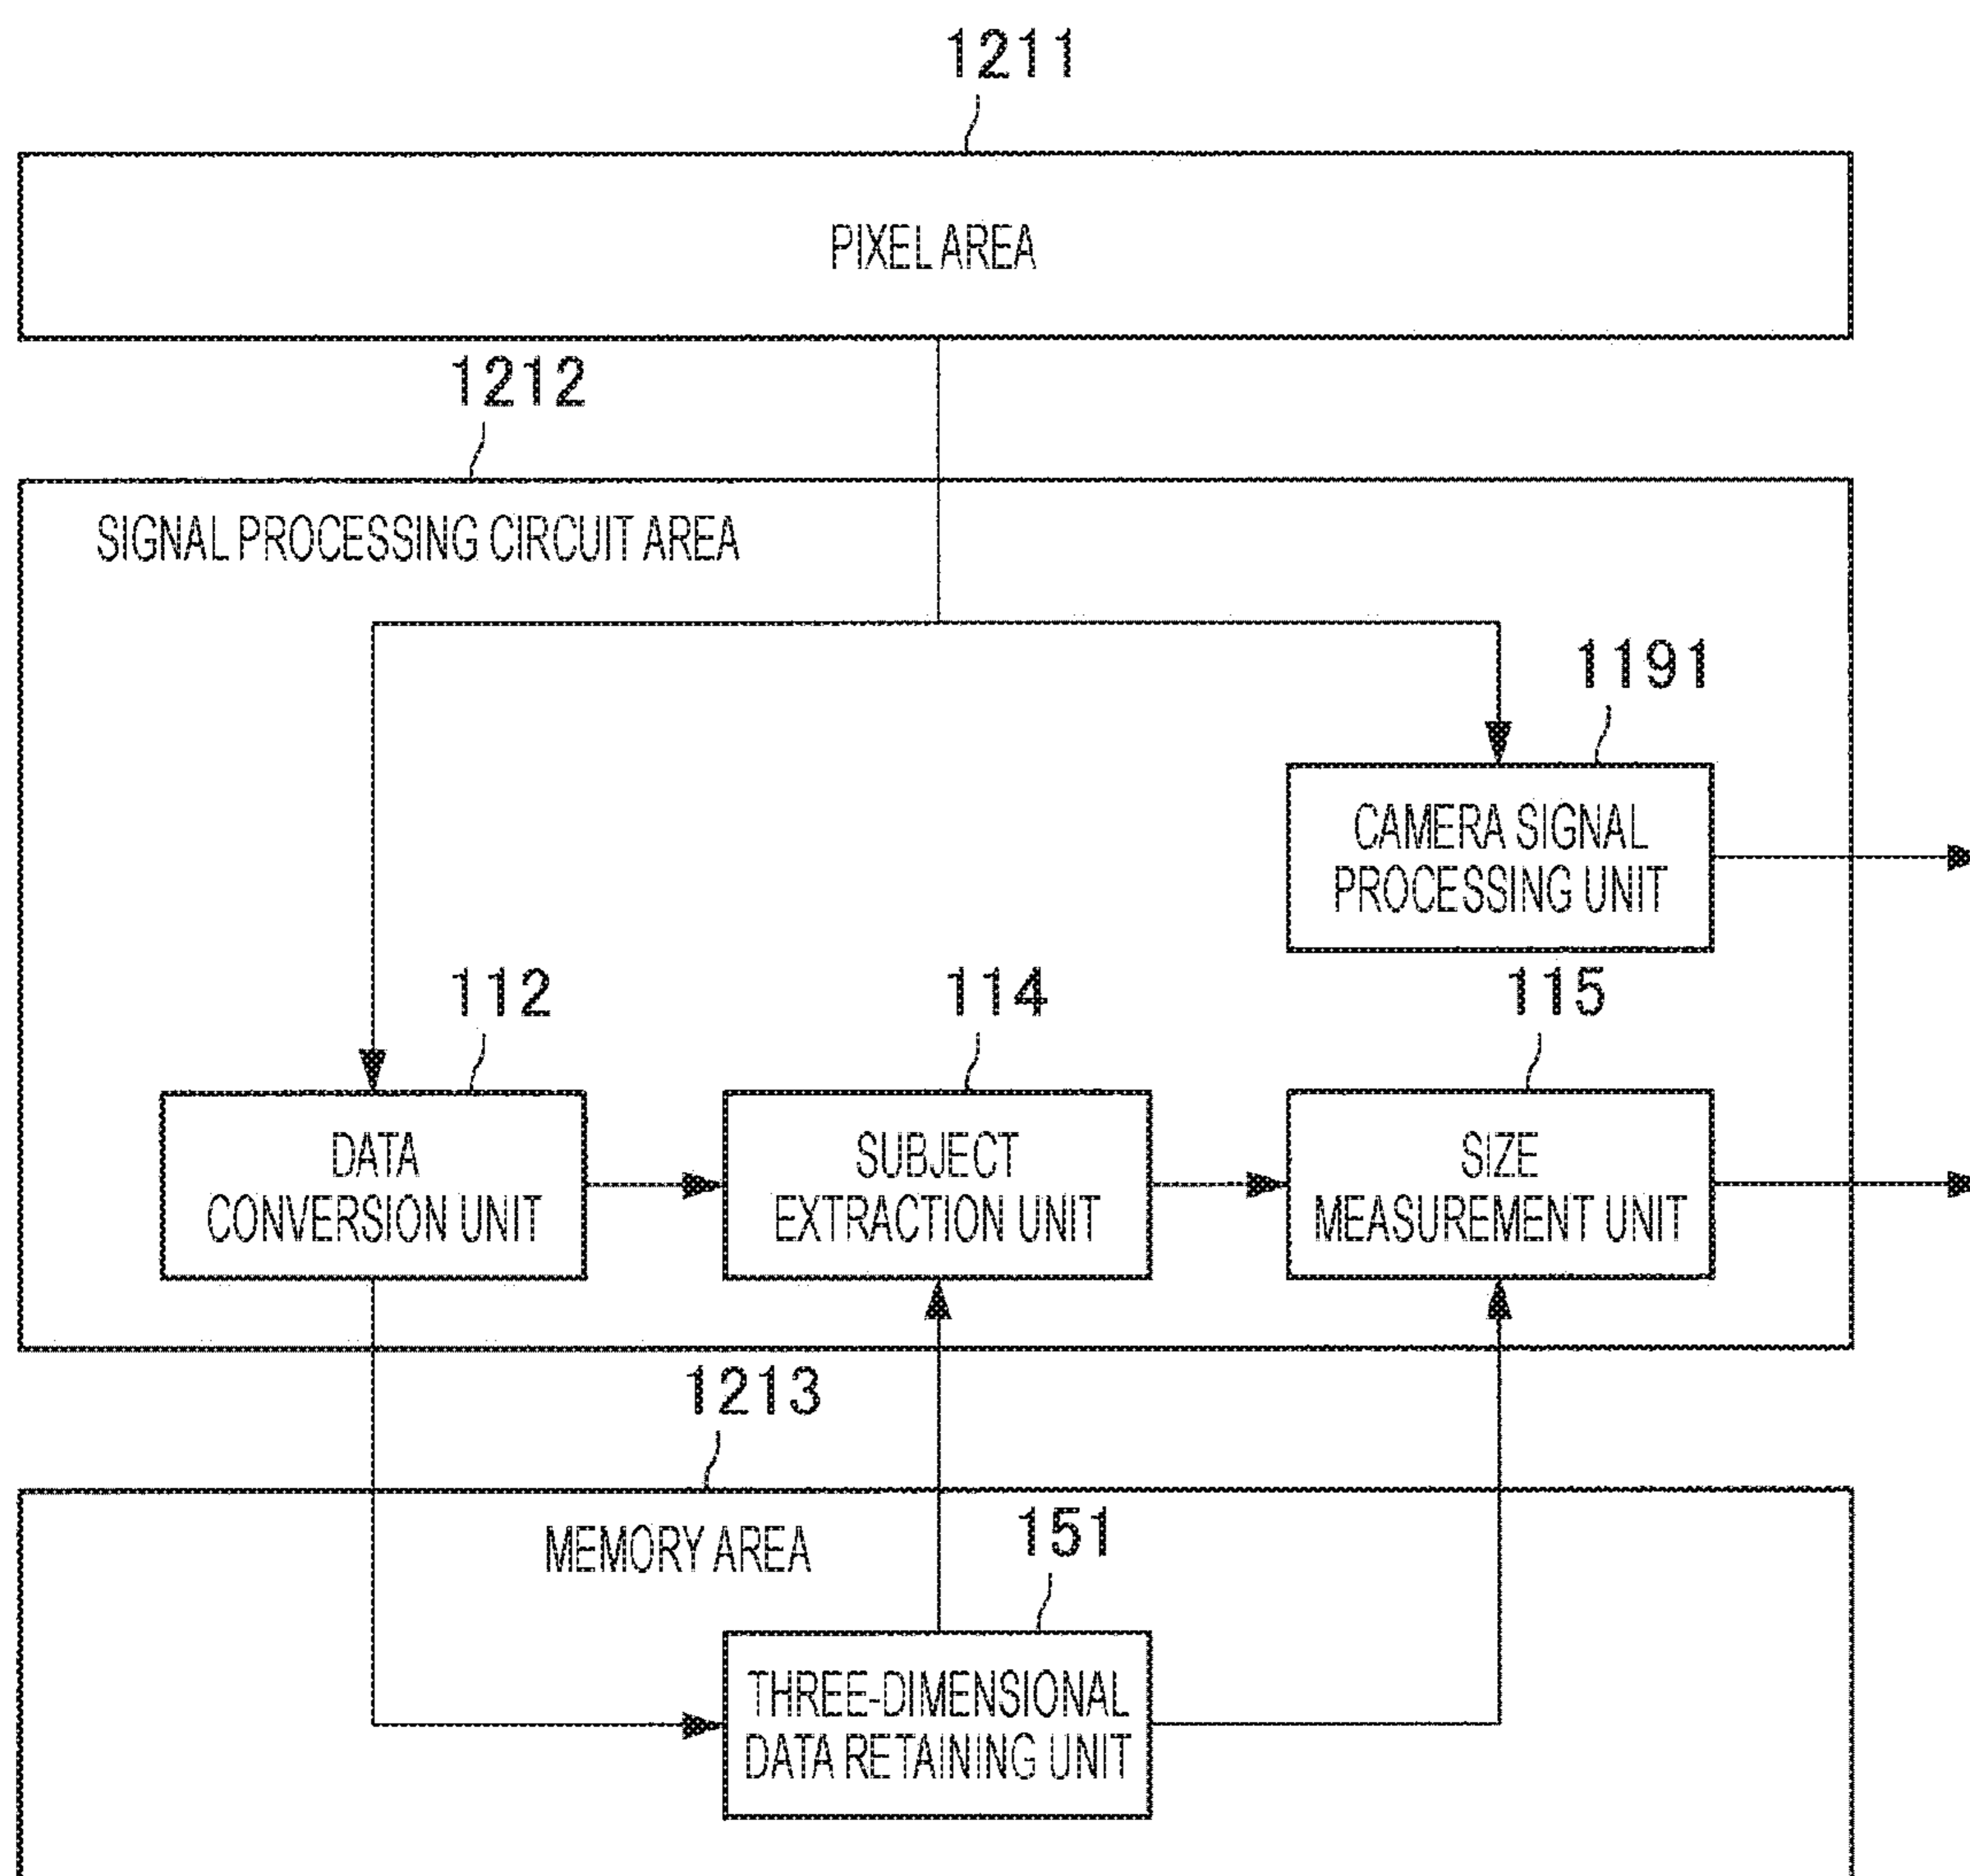 1211
PIXEL AREA
1212
SIGNAL PROCESSING CIRCUIT AREA
1191
CAMERA SIGNAL
PROCESSING UNIT
112
114
115
DATA
CONVERSION UNIT
SUBJECT
EXTRACTION UNIT
SIZE
MEASUREMENT UNIT
1213
MEMORY AREA
151
THREE-DIMENSIONAL
DATA RETAINING UNIT